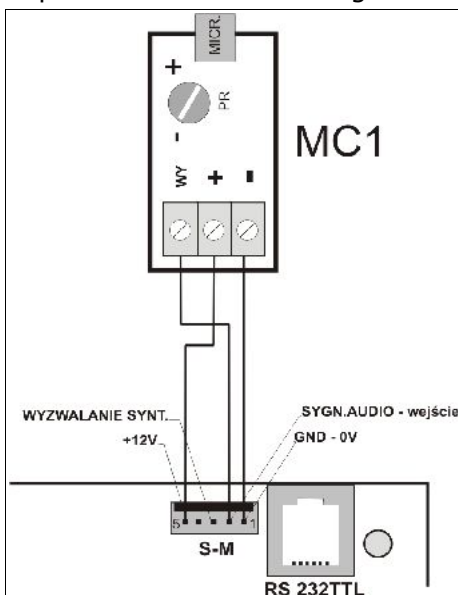 MICR.
+
PR
-
MC1
WY + -
WYZWALANIE SYNT.
SYGN.AUDIO - wejście
+12V
GND - 0V
5 1
S-M
RS 232TTL